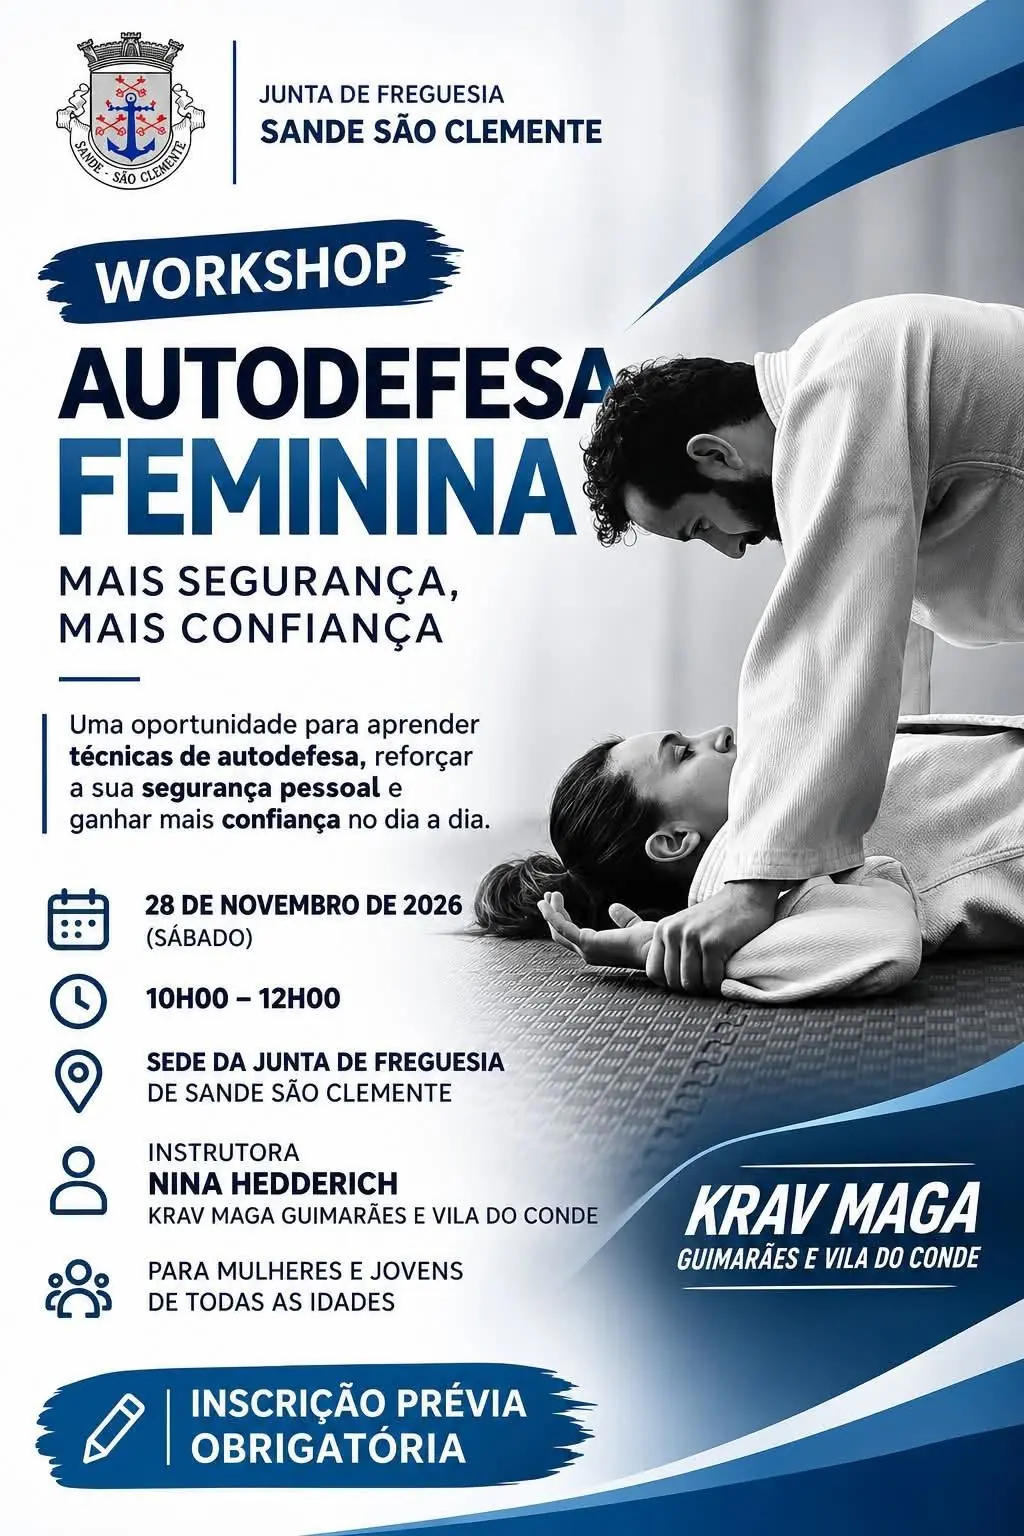 SANDE - SÃO CLEMENTE
JUNTA DE FREGUESIA
SANDE SÃO CLEMENTE
WORKSHOP
AUTODEFESA
FEMININA
MAIS SEGURANÇA,
MAIS CONFIANÇA
Uma oportunidade para aprender
técnicas de autodefesa, reforçar
a sua segurança pessoal e
ganhar mais confiança no dia a dia.
28 DE NOVEMBRO DE 2026
(SÁBADO)
10H00 – 12H00
SEDE DA JUNTA DE FREGUESIA
DE SANDE SÃO CLEMENTE
INSTRUTORA
NINA HEDDERICH
KRAV MAGA GUIMARÃES E VILA DO CONDE
PARA MULHERES E JOVENS
DE TODAS AS IDADES
KRAV MAGA
GUIMARÃES E VILA DO CONDE
INSCRIÇÃO PRÉVIA
OBRIGATÓRIA